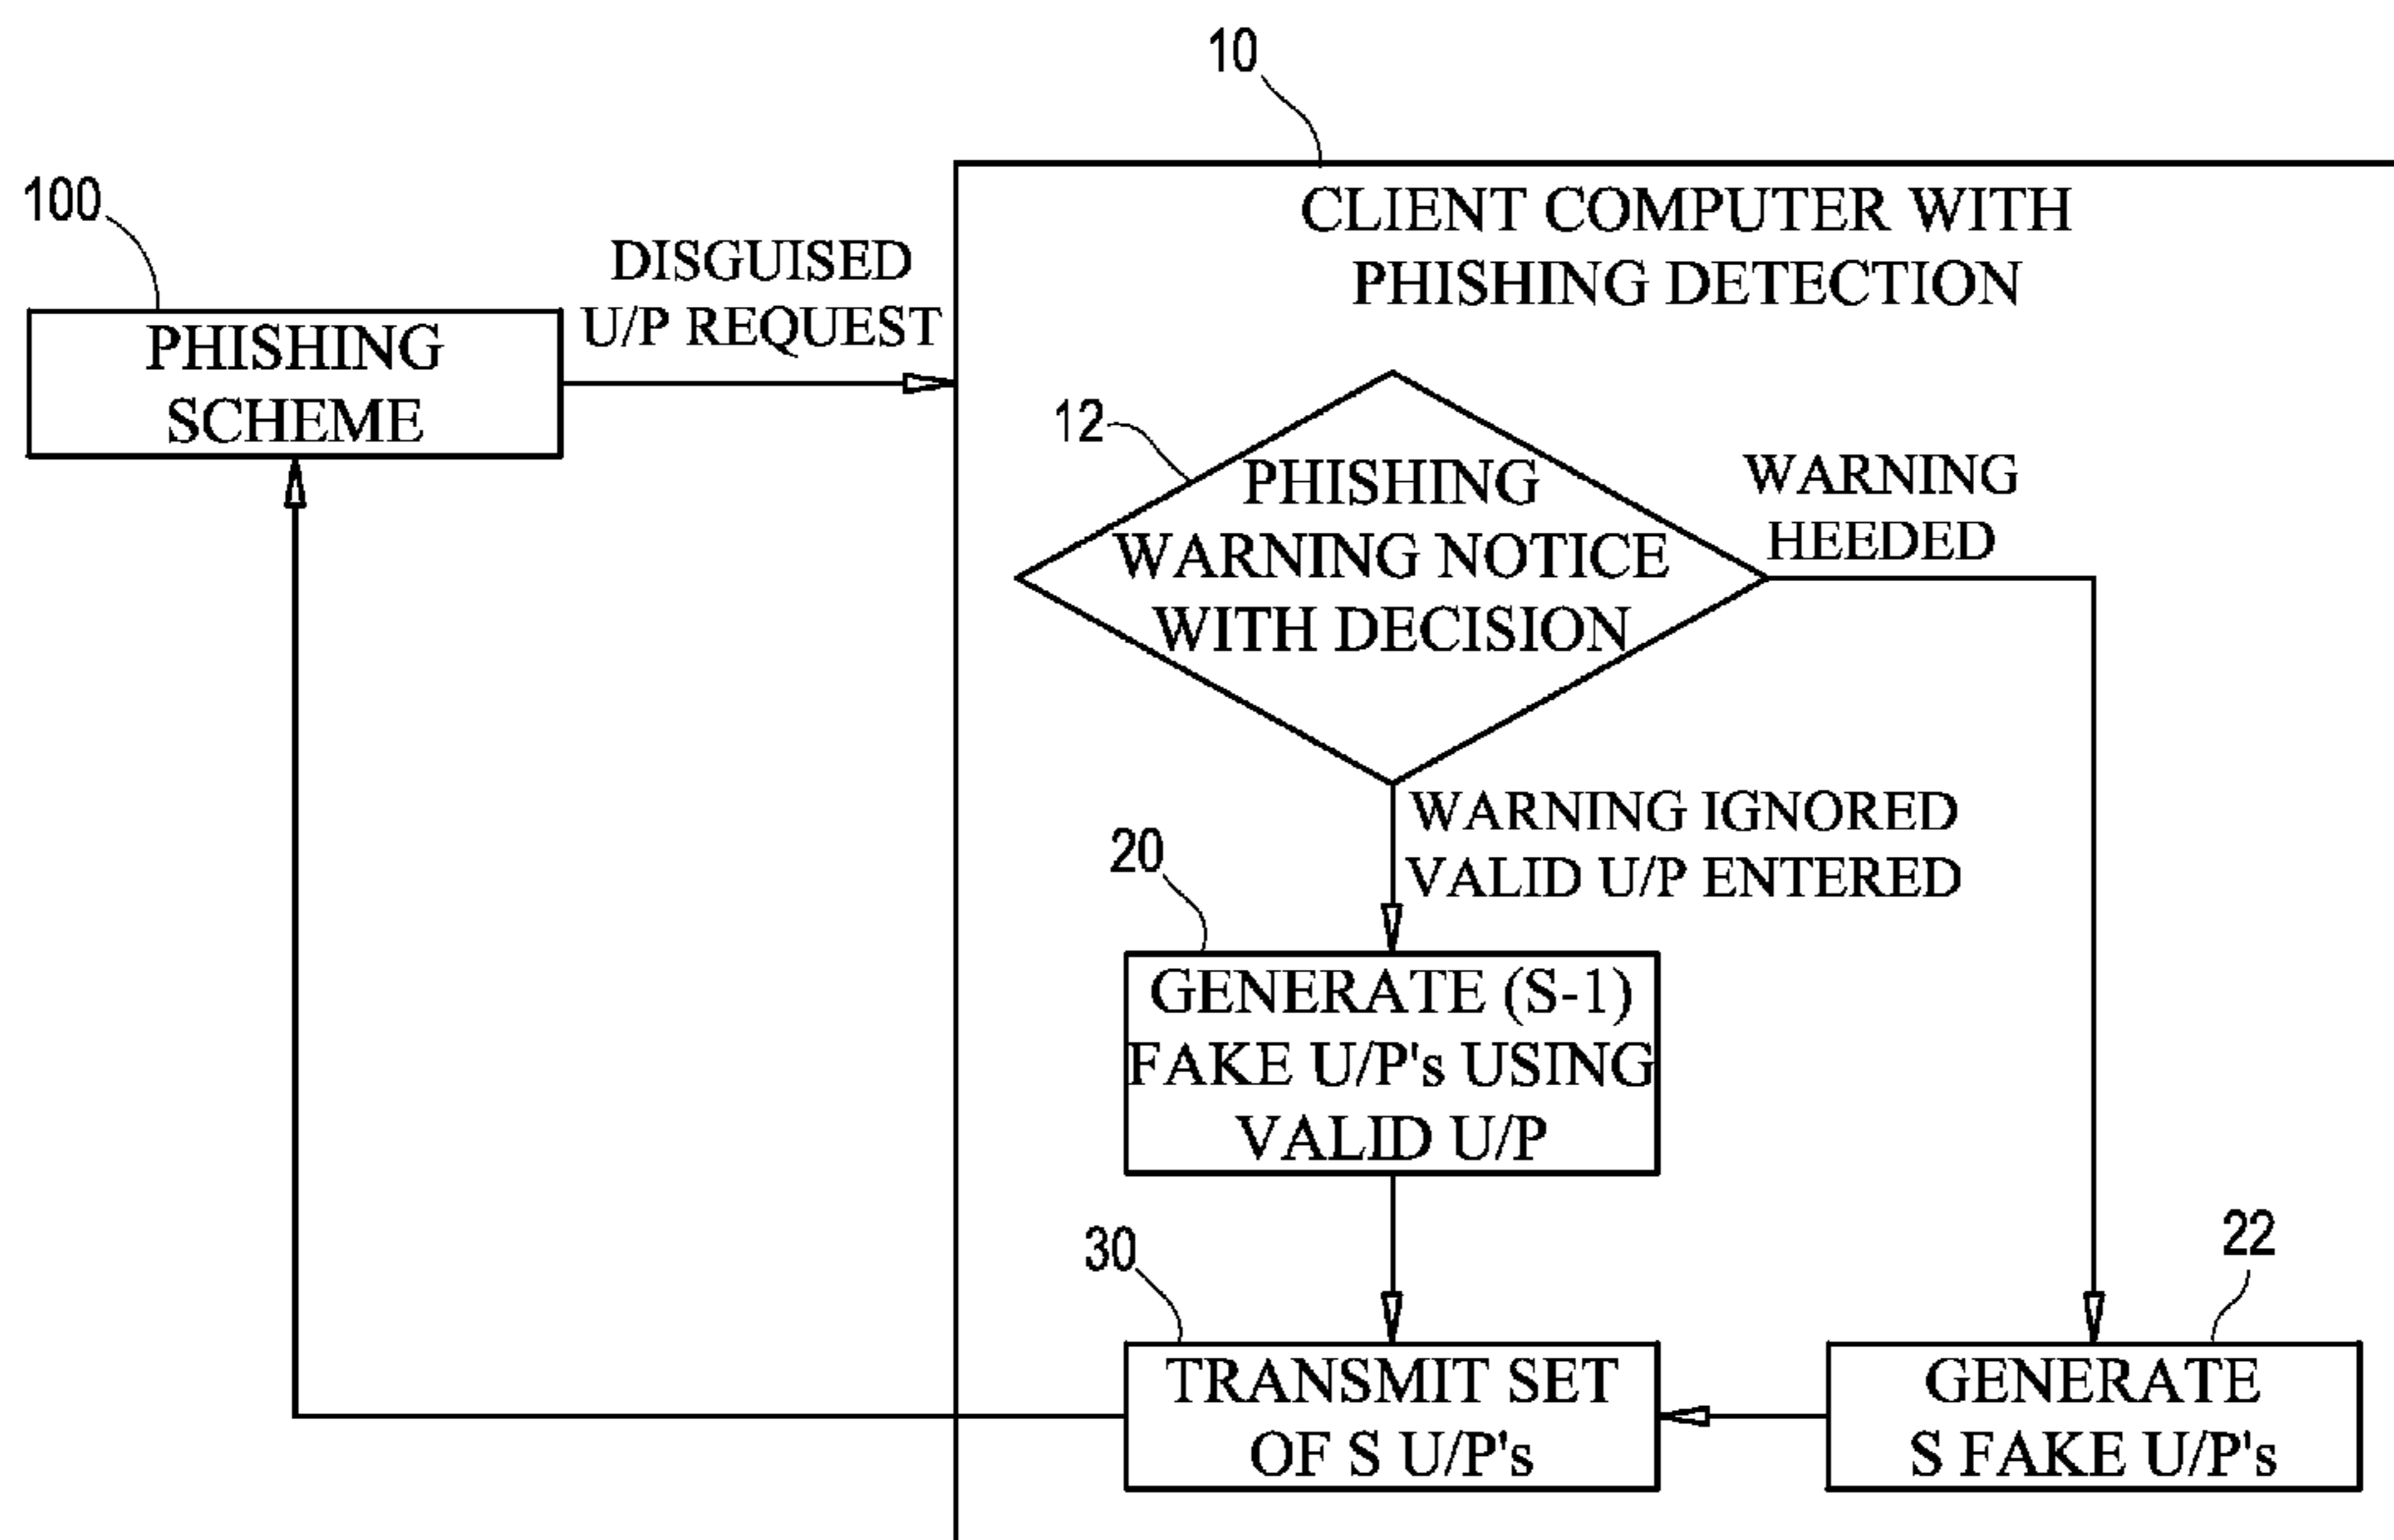 10
CLIENT COMPUTER WITH
PHISHING DETECTION
100
DISGUISED
U/P REQUEST
PHISHING
SCHEME
12
PHISHING
WARNING NOTICE
WITH DECISION
WARNING
HEEDED
WARNING IGNORED
VALID U/P ENTERED
20
GENERATE (S-1)
FAKE U/P's USING
VALID U/P
30
TRANSMIT SET
OF S U/P's
22
GENERATE
S FAKE U/P's